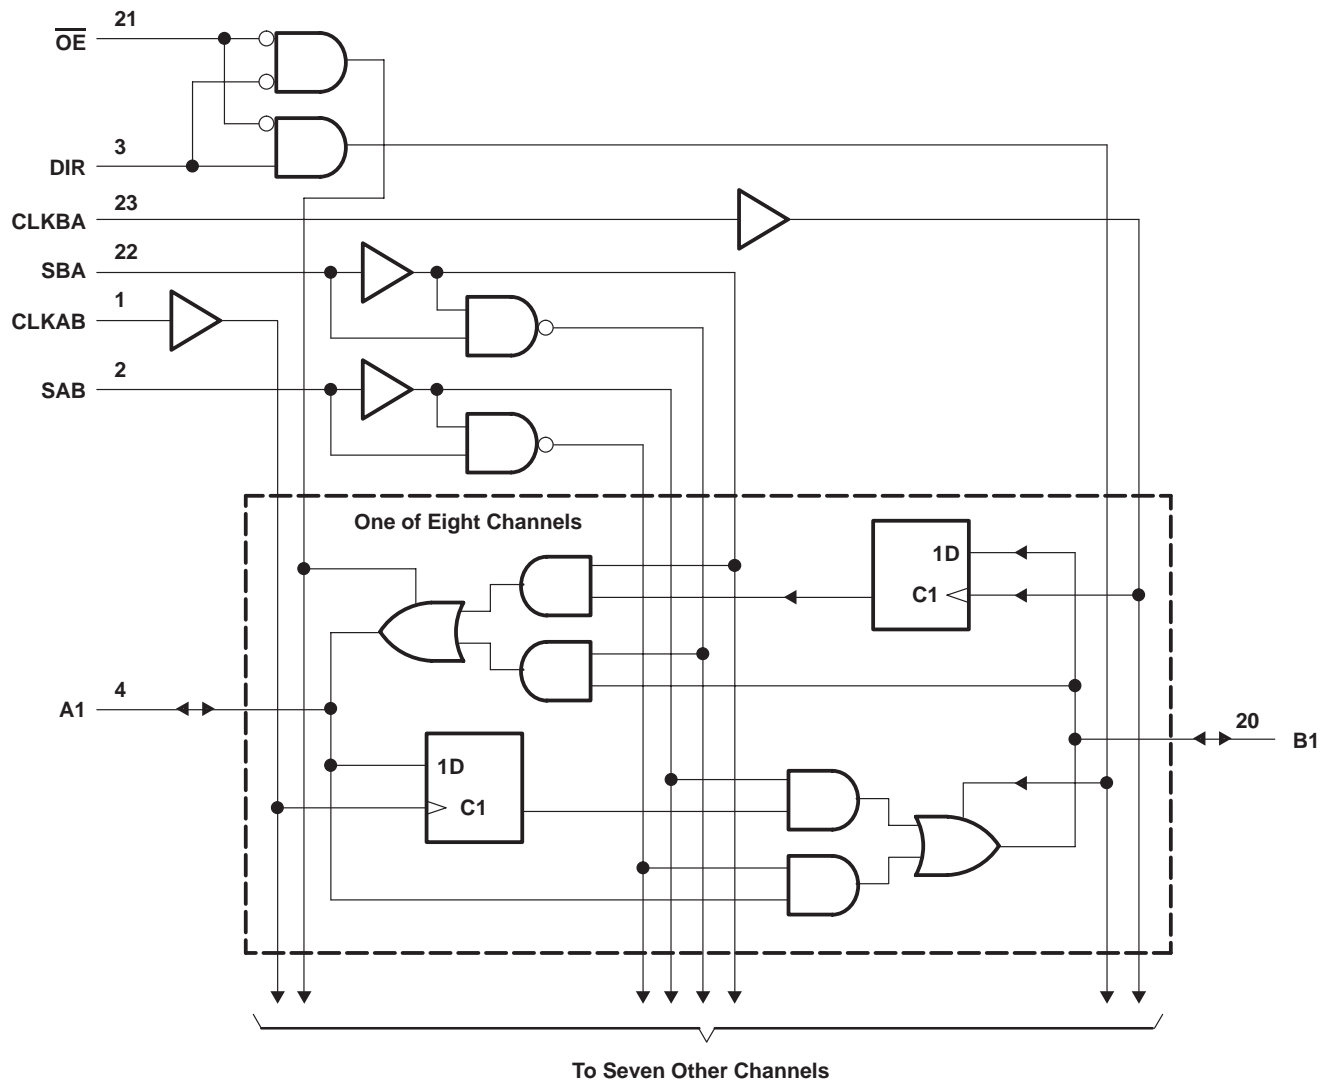 21
OE
3
DIR
23
CLKBA
22
SBA
1
CLKAB
2
SAB
One of Eight Channels
1D
C1
4
A1
20
B1
1D
C1
To Seven Other Channels